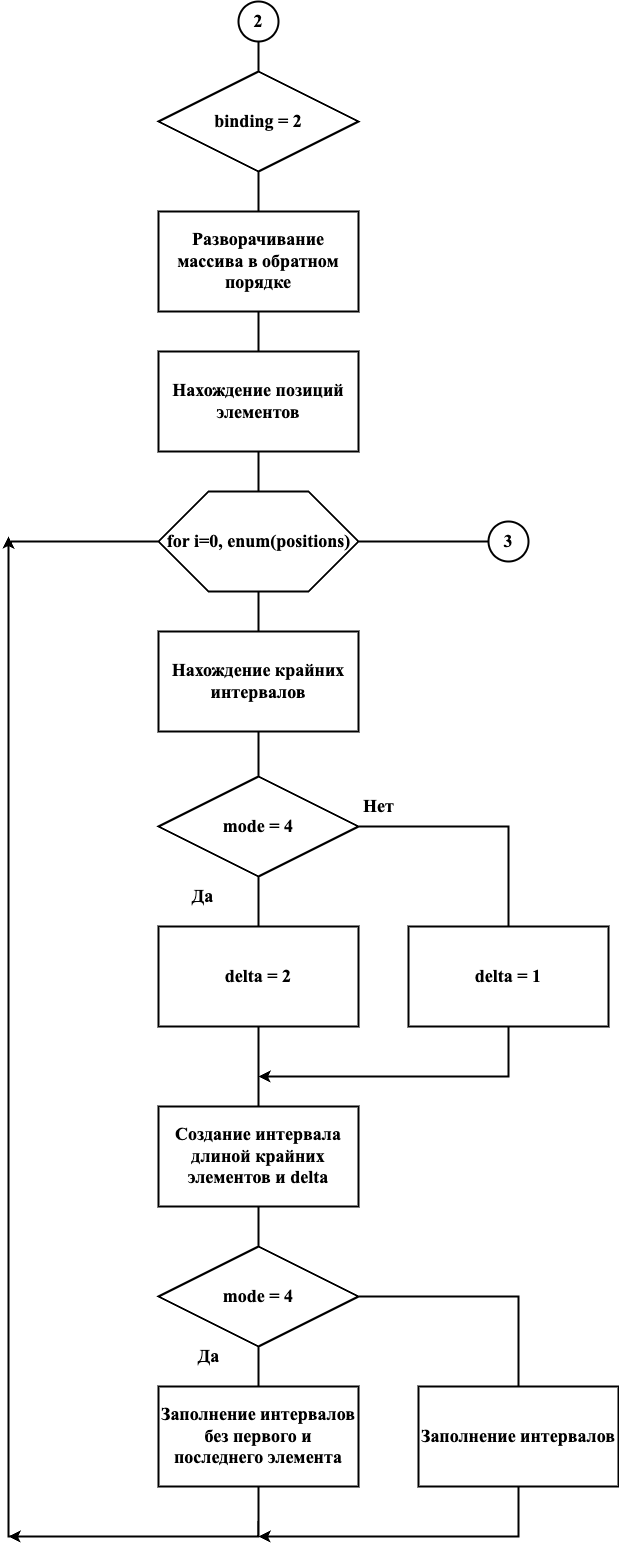 2
binding = 2
Разворачивание
массива в обратном
порядке
Нахождение позиций
элементов
for i=0, enum(positions)
3
Нахождение крайних
интервалов
mode = 4
Нет
Да
delta = 2
delta = 1
Создание интервала
длиной крайних
элементов и delta
mode = 4
Да
Заполнение интервалов
без первого и
последнего элемента
Заполнение интервалов